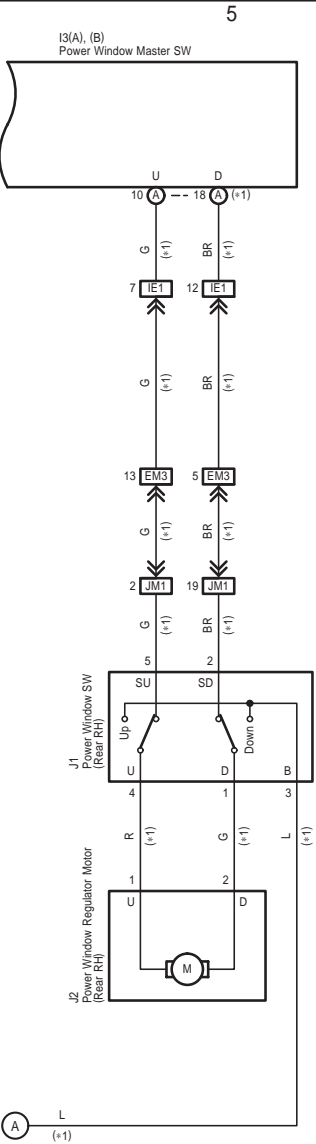 5
I3(A), (B)
Power Window Master SW
U D
10 A 18 A (*1)
G (*1) BR (*1)
7 IE1 12 IE1
G (*1) BR (*1)
13 EM3 5 EM3
G (*1) BR (*1)
2 JM1 19 JM1
G (*1) BR (*1)
5 2
SU SD
J1
Power Window SW
(Rear RH)
Up Down
U D B
4 1 3
R (*1) G (*1) L (*1)
1 2
U D
J2
Power Window Regulator Motor
(Rear RH)
M
A L
(*1)